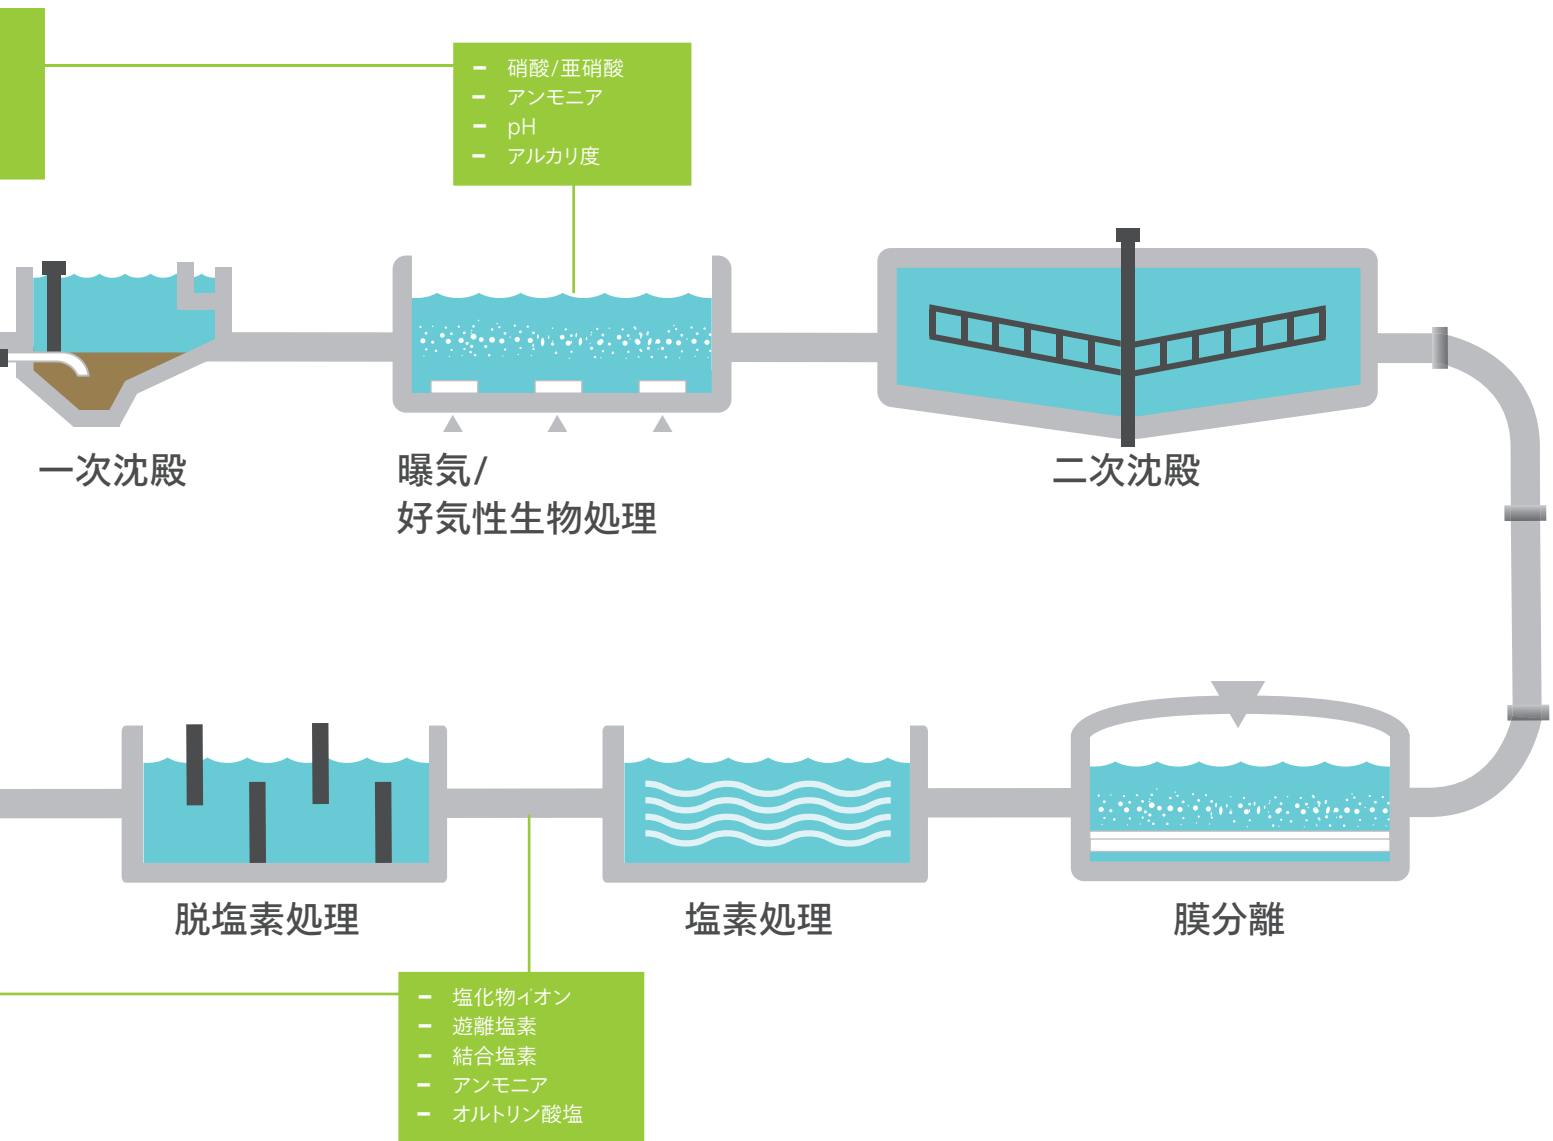 - 硝酸/亜硝酸
- アンモニア
- pH
- アルカリ度
一次沈殿
曝気/
好気性生物処理
二次沈殿
脱塩素処理
塩素処理
膜分離
- 塩化物イオン
- 遊離塩素
- 結合塩素
- アンモニア
- オルトリン酸塩